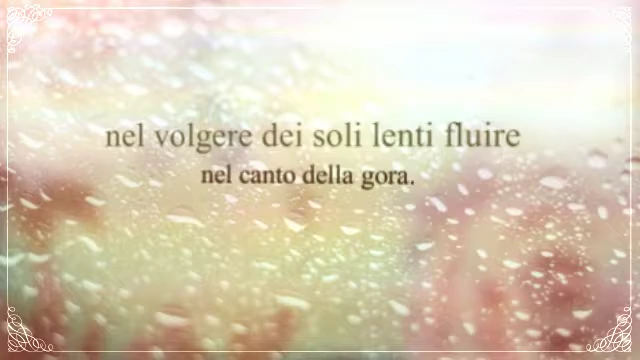 nel volgere dei soli lenti fluire
nel canto della gora.